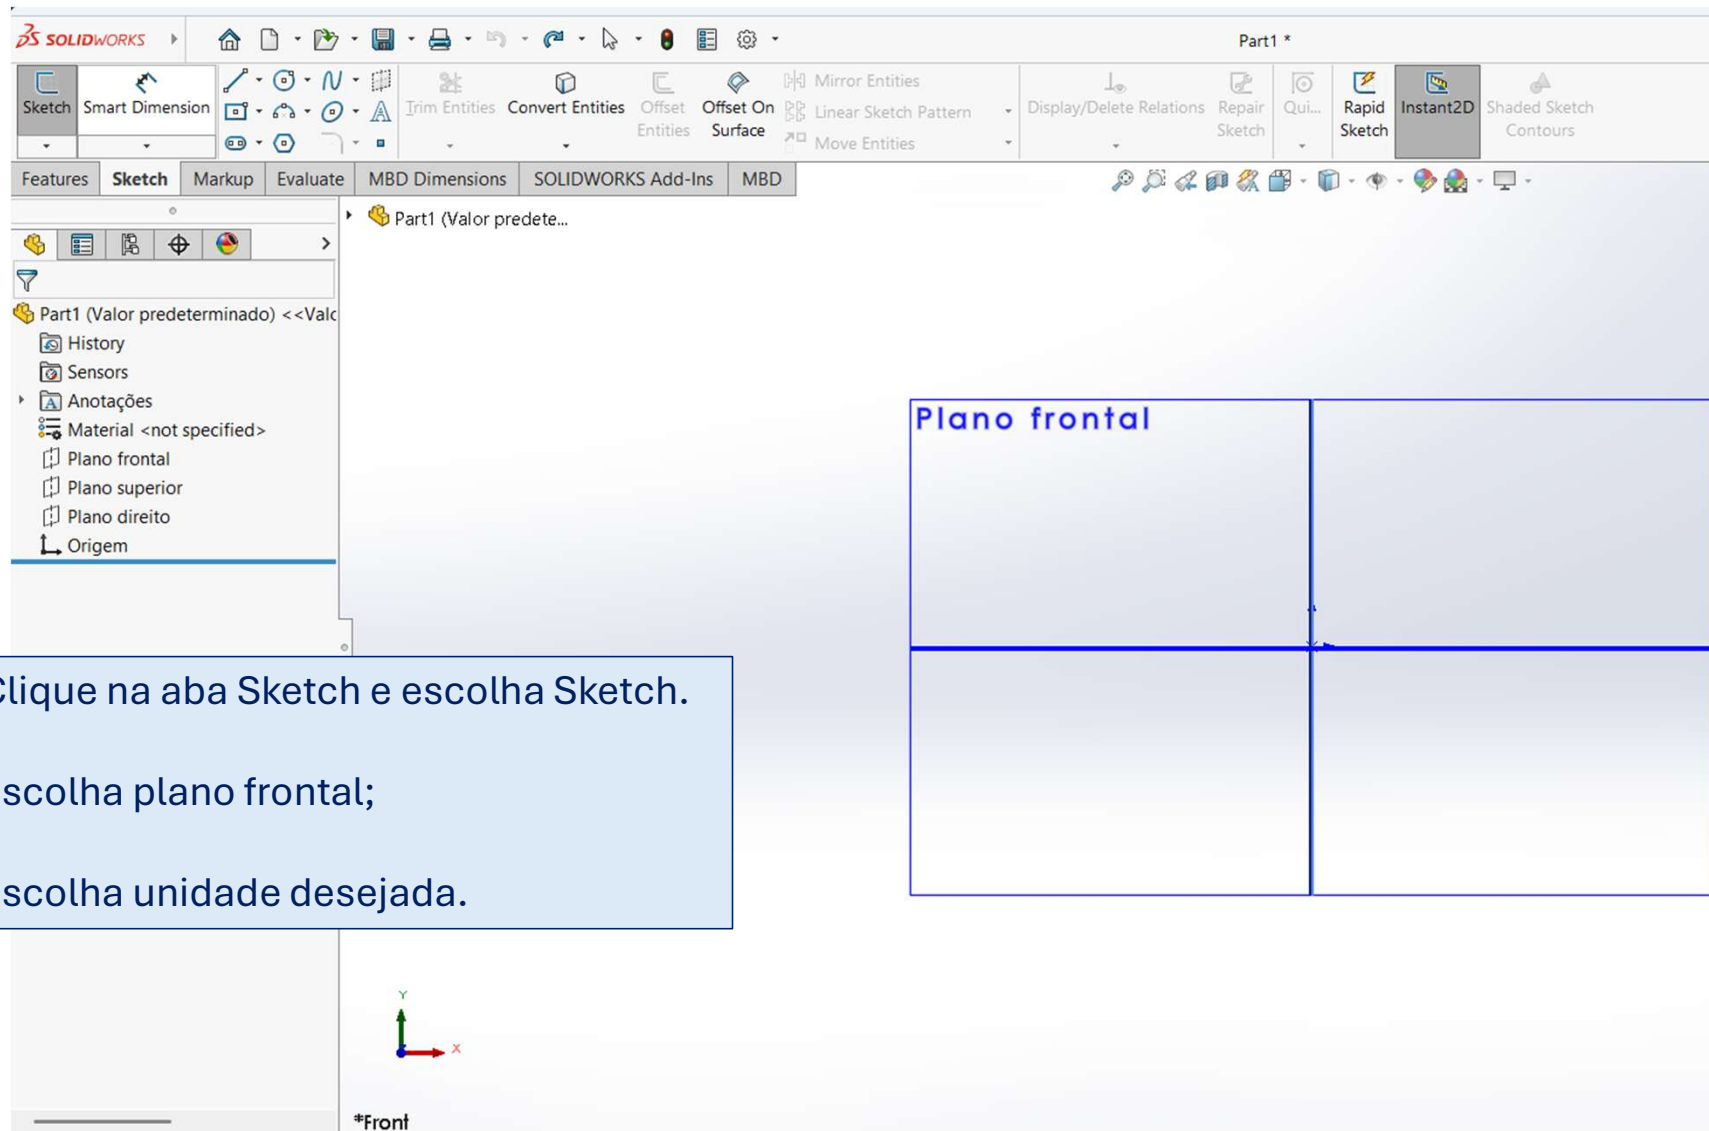 SOLIDWORKS
Part1 *
Sketch Smart Dimension
Trim Entities Convert Entities Offset Entities Offset On Surface
Mirror Entities
Linear Sketch Pattern
Move Entities
Display/Delete Relations Repair Sketch Qui... Rapid Sketch Instant2D Shaded Sketch Contours
Features Sketch Markup Evaluate MBD Dimensions SOLIDWORKS Add-Ins MBD
Part1 (Valor predete...
Part1 (Valor predeterminado) <<Valc
History
Sensors
Anotações
Material <not specified>
Plano frontal
Plano superior
Plano direito
Origem
Plano frontal
Clique na aba Sketch e escolha Sketch.
scolha plano frontal;
scolha unidade desejada.
Y
X
*Front